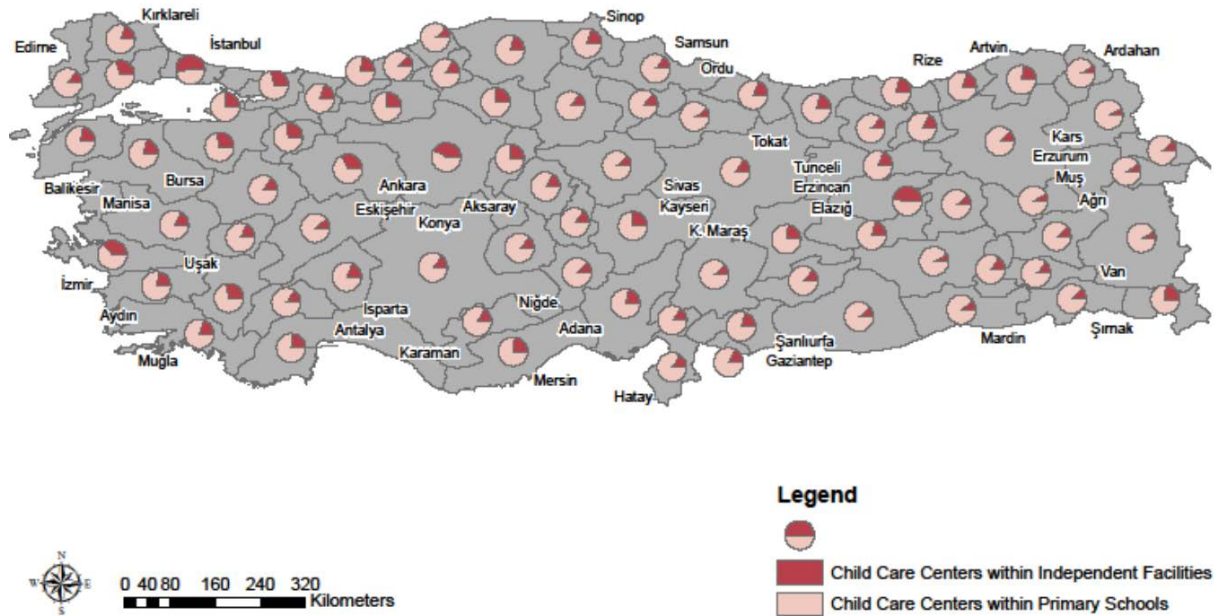 Kırklareli
Sinop
Edirne
İstanbul
Samsun
Artvin
Ardahan
Ordu
Rize
Tokat
Kars
Tunceli
Erzurum
Balıkesir
Bursa
Ankara
Sivas
Erzincan
Muş
Manisa
Eskişehir
Aksaray
Kayseri
Elazığ
Ağrı
Konya
K. Maraş
Uşak
Van
İzmir
Isparta
Niğde
Aydın
Antalya
Adana
Şanlıurfa
Mardin
Şırnak
Muğla
Karaman
Gaziantep
Mersin
Hatay
Legend
Child Care Centers within Independent Facilities
Child Care Centers within Primary Schools
N
W E
S
0 40 80 160 240 320
Kilometers